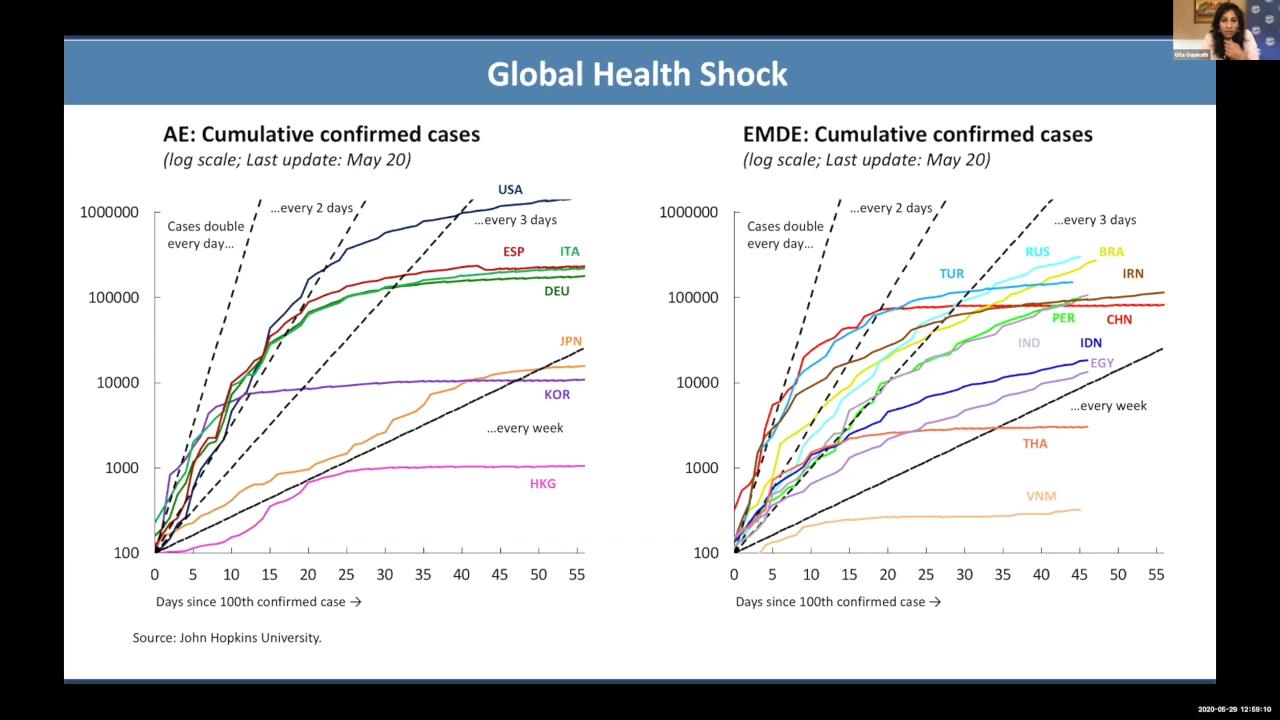 Gita Gopinath
Global Health Shock
AE: Cumulative confirmed cases
(log scale; Last update: May 20)
1000000
100000
10000
1000
100
Cases double
every day...
...every 2 days
...every 3 days
...every week
USA
ESP
ITA
DEU
JPN
KOR
HKG
0 5 10 15 20 25 30 35 40 45 50 55
Days since 100th confirmed case →
EMDE: Cumulative confirmed cases
(log scale; Last update: May 20)
1000000
100000
10000
1000
100
Cases double
every day...
...every 2 days
...every 3 days
...every week
RUS
BRA
TUR
IRN
PER
CHN
IND
IDN
EGY
THA
VNM
0 5 10 15 20 25 30 35 40 45 50 55
Days since 100th confirmed case →
Source: John Hopkins University.
2020-05-29 12:59:10